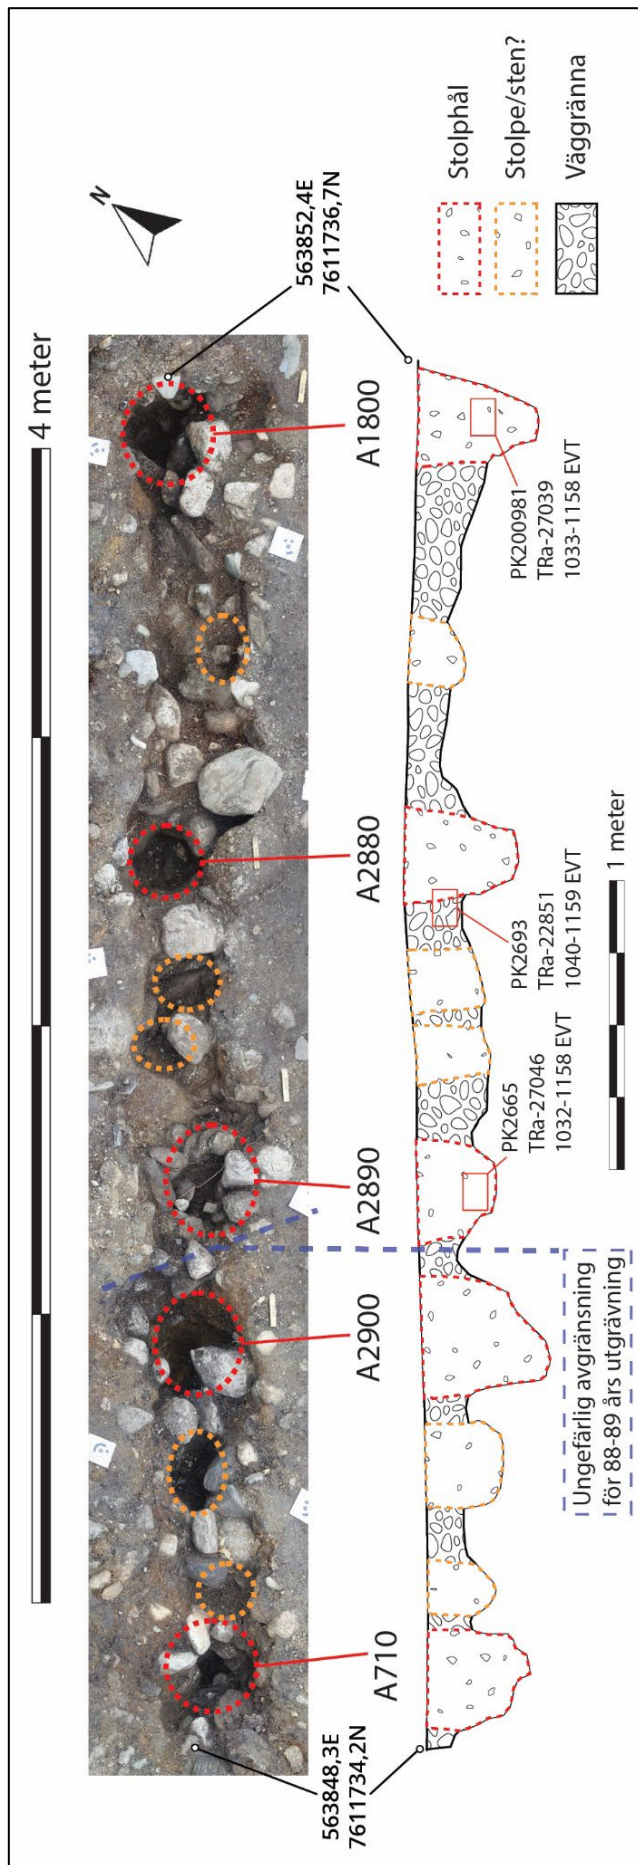 N
4 meter
563852,4E
7611736,7N
A1800
A2880
A2890
A2900
A710
563848,3E
7611734,2N
PK200981
TRa-27039
1033-1158 EVT
PK2693
TRa-22851
1040-1159 EVT
PK2665
TRa-27046
1032-1158 EVT
Ungefärlig avgränsning
för 88-89 års utgrävning
1 meter
Stolphål
Stolpe/sten?
Väggränna